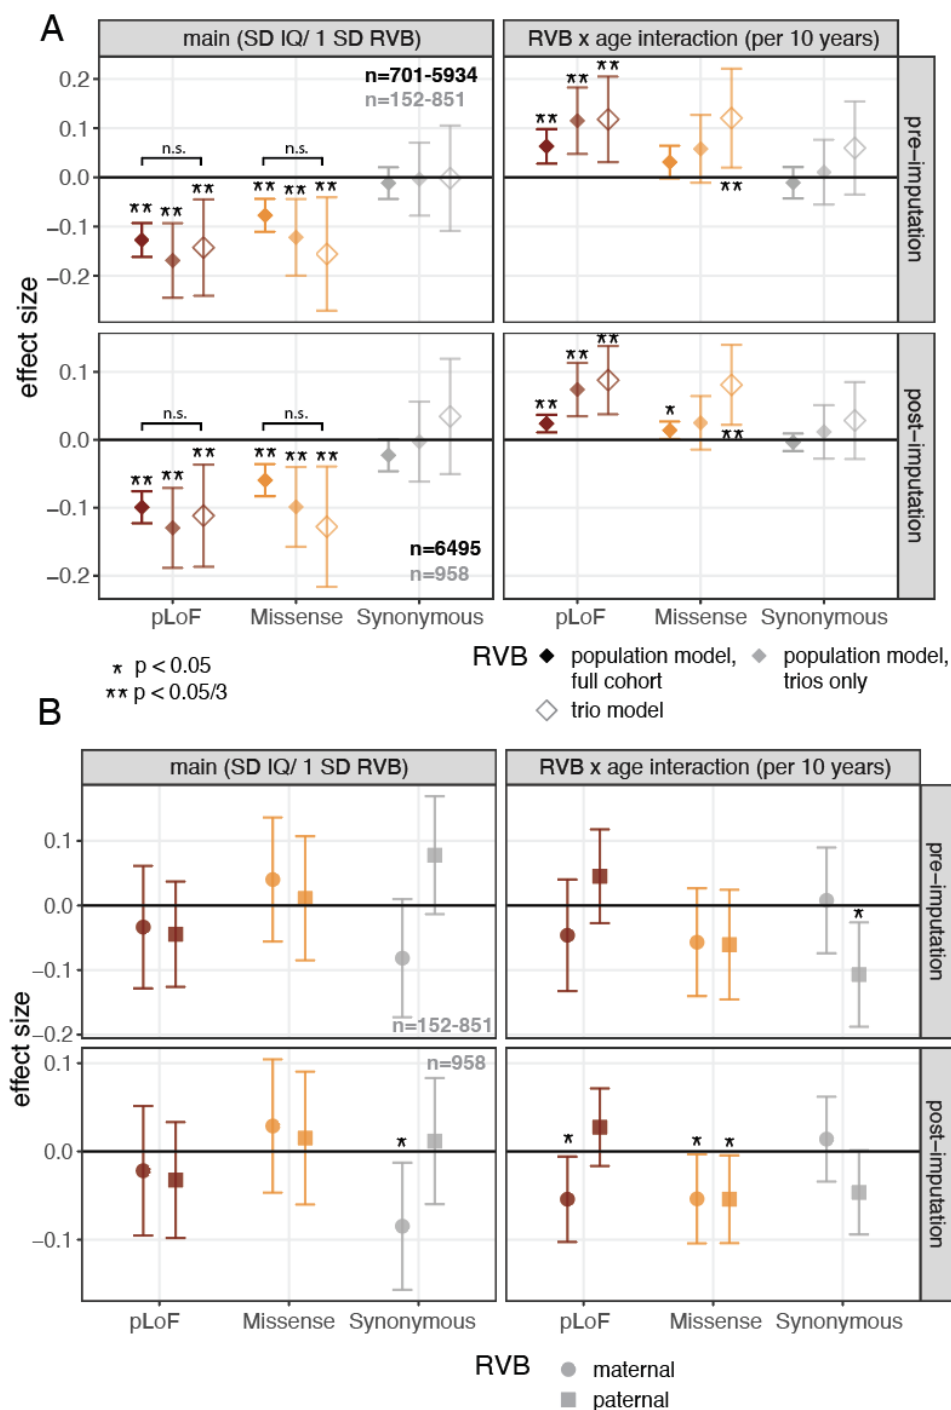 A
main (SD IQ/ 1 SD RVB)
RVB x age interaction (per 10 years)
n=701-5934
n=152-851
n.s.
n.s.
** ** **
** ** **
** ** **
**
0.2
0.1
0.0
−0.1
−0.2
pre−imputation
effect size
n.s.
n.s.
** ** **
** ** **
** ** **
*
**
0.1
0.0
−0.1
−0.2
n=6495
n=958
post−imputation
pLoF Missense Synonymous
pLoF Missense Synonymous
* p < 0.05
** p < 0.05/3
RVB
population model, full cohort
population model, trios only
trio model
B
main (SD IQ/ 1 SD RVB)
RVB x age interaction (per 10 years)
0.1
0.0
−0.1
−0.2
n=152-851
*
pre−imputation
effect size
n=958
0.1
0.0
−0.1
*
* * *
post−imputation
pLoF Missense Synonymous
pLoF Missense Synonymous
RVB
maternal
paternal